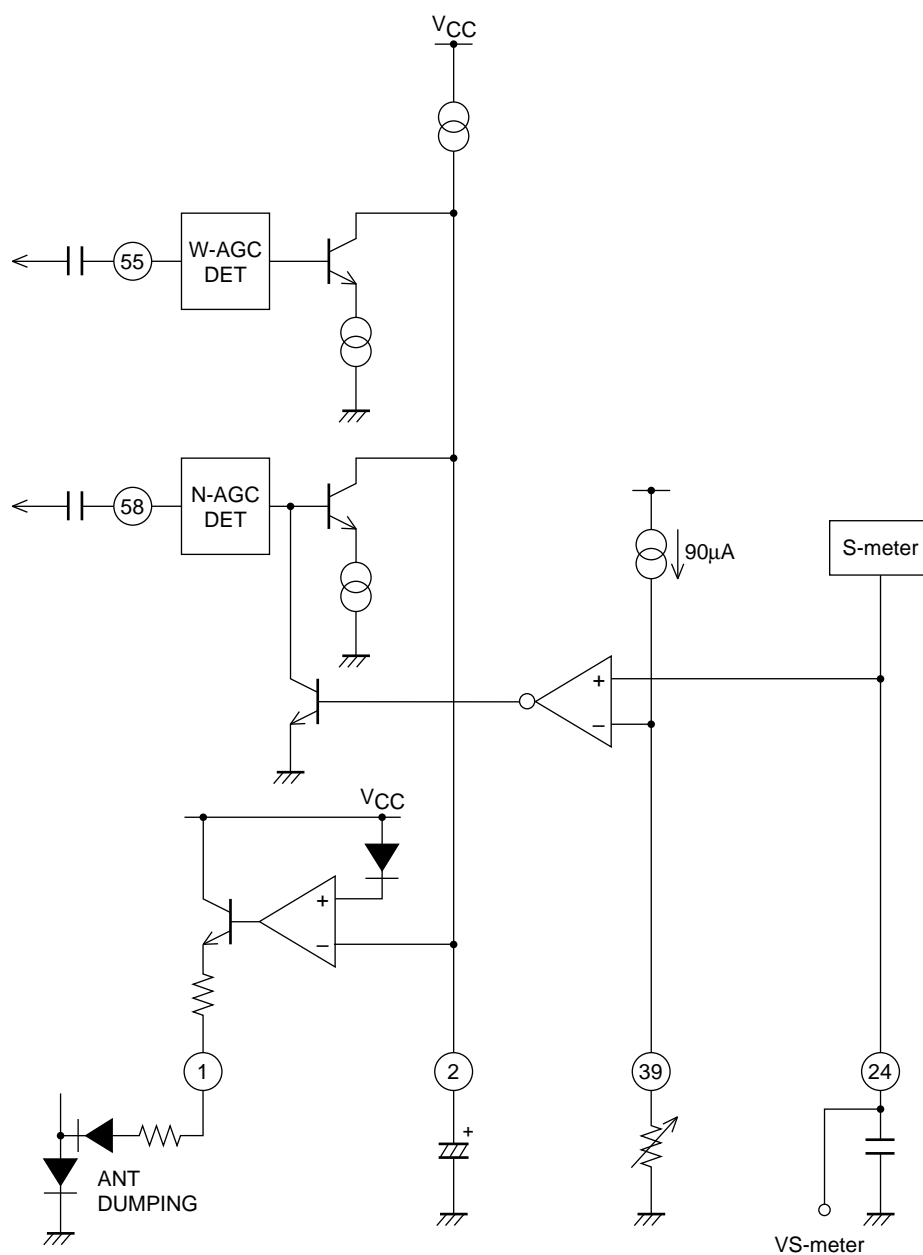 VCC
55
W-AGC
DET
58
N-AGC
DET
90µA
S-meter
+
−
VCC
+
−
1
2
39
24
+
ANT
DUMPING
VS-meter